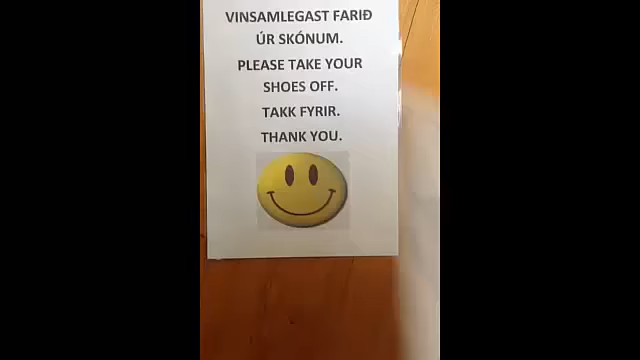 VINSAMLEGAST FARIÐ
ÚR SKÓNUM.
PLEASE TAKE YOUR
SHOES OFF.
TAKK FYRIR.
THANK YOU.